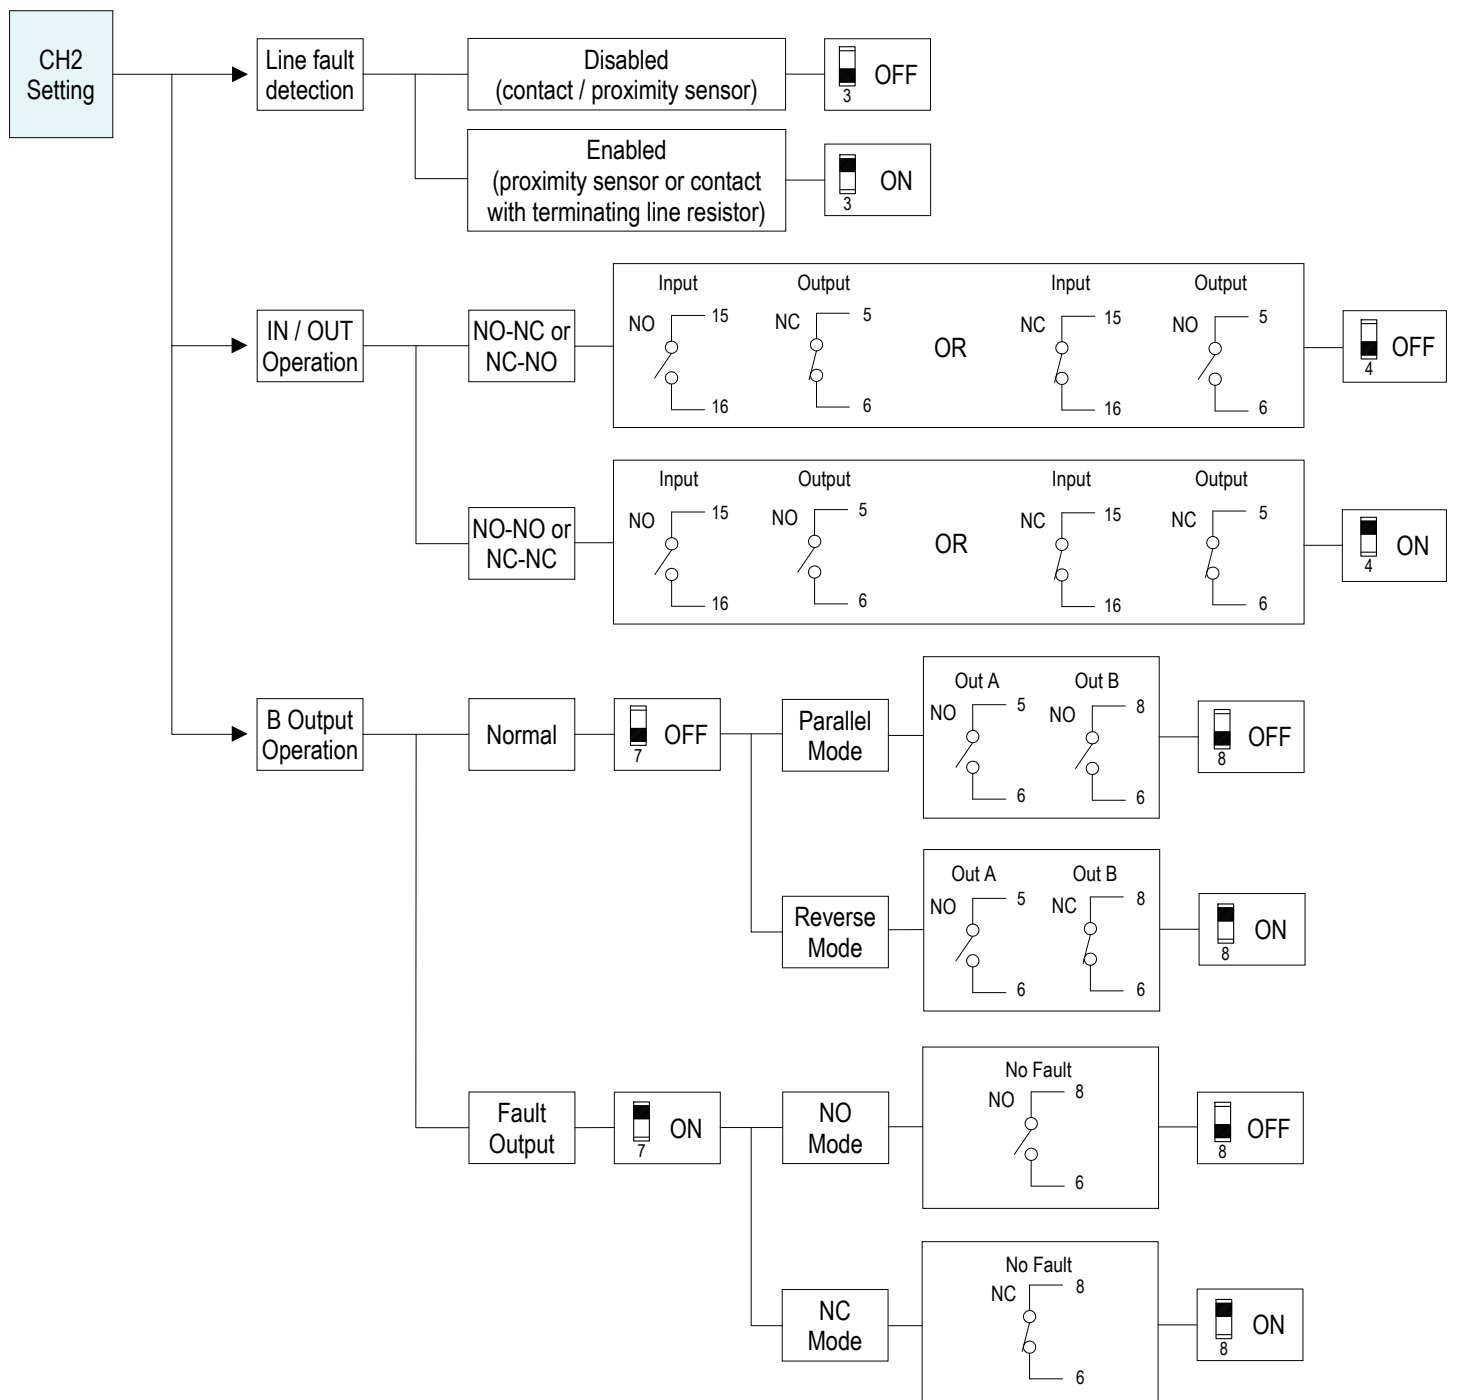 CH2
Setting
Line fault
detection
Disabled
(contact / proximity sensor)
3
OFF
Enabled
(proximity sensor or contact
with terminating line resistor)
3
ON
IN / OUT
Operation
NO-NC or
NC-NO
Input
NO
15
16
Output
NC
5
6
OR
Input
NC
15
16
Output
NO
5
6
4
OFF
NO-NO or
NC-NC
Input
NO
15
16
Output
NO
5
6
OR
Input
NC
15
16
Output
NC
5
6
4
ON
B Output
Operation
Normal
7
OFF
Parallel
Mode
Out A
NO
5
6
Out B
NO
8
6
8
OFF
Reverse
Mode
Out A
NO
5
6
Out B
NC
8
6
8
ON
Fault
Output
7
ON
NO
Mode
No Fault
NO
8
6
8
OFF
NC
Mode
No Fault
NC
8
6
8
ON